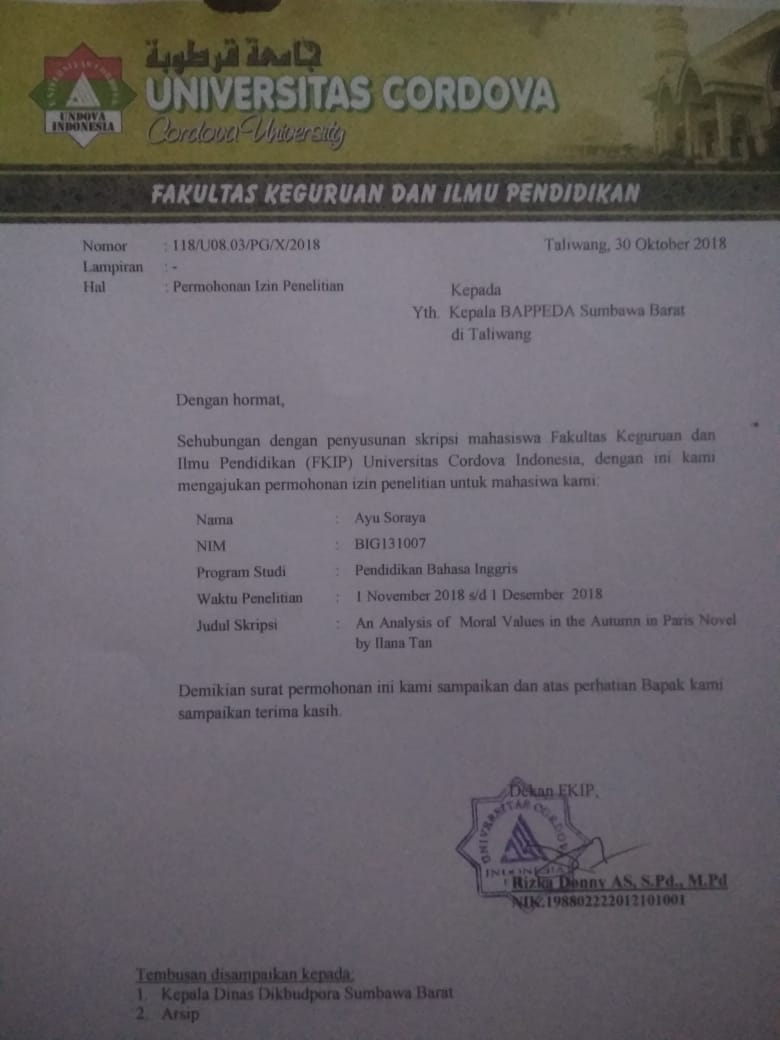 جامعة قرطبة
UNIVERSITAS CORDOVA
Cordova University
UNDOVA
INDONESIA
FAKULTAS KEGURUAN DAN ILMU PENDIDIKAN
Nomor : 118/U08.03/PG/X/2018 Taliwang, 30 Oktober 2018
Lampiran : -
Hal : Permohonan Izin Penelitian
Kepada
Yth. Kepala BAPPEDA Sumbawa Barat
di Taliwang
Dengan hormat,
Sehubungan dengan penyusunan skripsi mahasiswa Fakultas Keguruan dan
Ilmu Pendidikan (FKIP) Universitas Cordova Indonesia, dengan ini kami
mengajukan permohonan izin penelitian untuk mahasiwa kami:
Nama : Ayu Soraya
NIM : BIG131007
Program Studi : Pendidikan Bahasa Inggris
Waktu Penelitian : 1 November 2018 s/d 1 Desember 2018
Judul Skripsi : An Analysis of Moral Values in the Autumn in Paris Novel
by Ilana Tan
Demikian surat permohonan ini kami sampaikan dan atas perhatian Bapak kami
sampaikan terima kasih.
Dekan FKIP,
UNIVERSITAS CORDOVA
INDONESIA
Rizka Donny AS, S.Pd., M.Pd
NIK.198802222012101001
Tembusan disampaikan kepada:
1. Kepala Dinas Dikbudpora Sumbawa Barat
2. Arsip